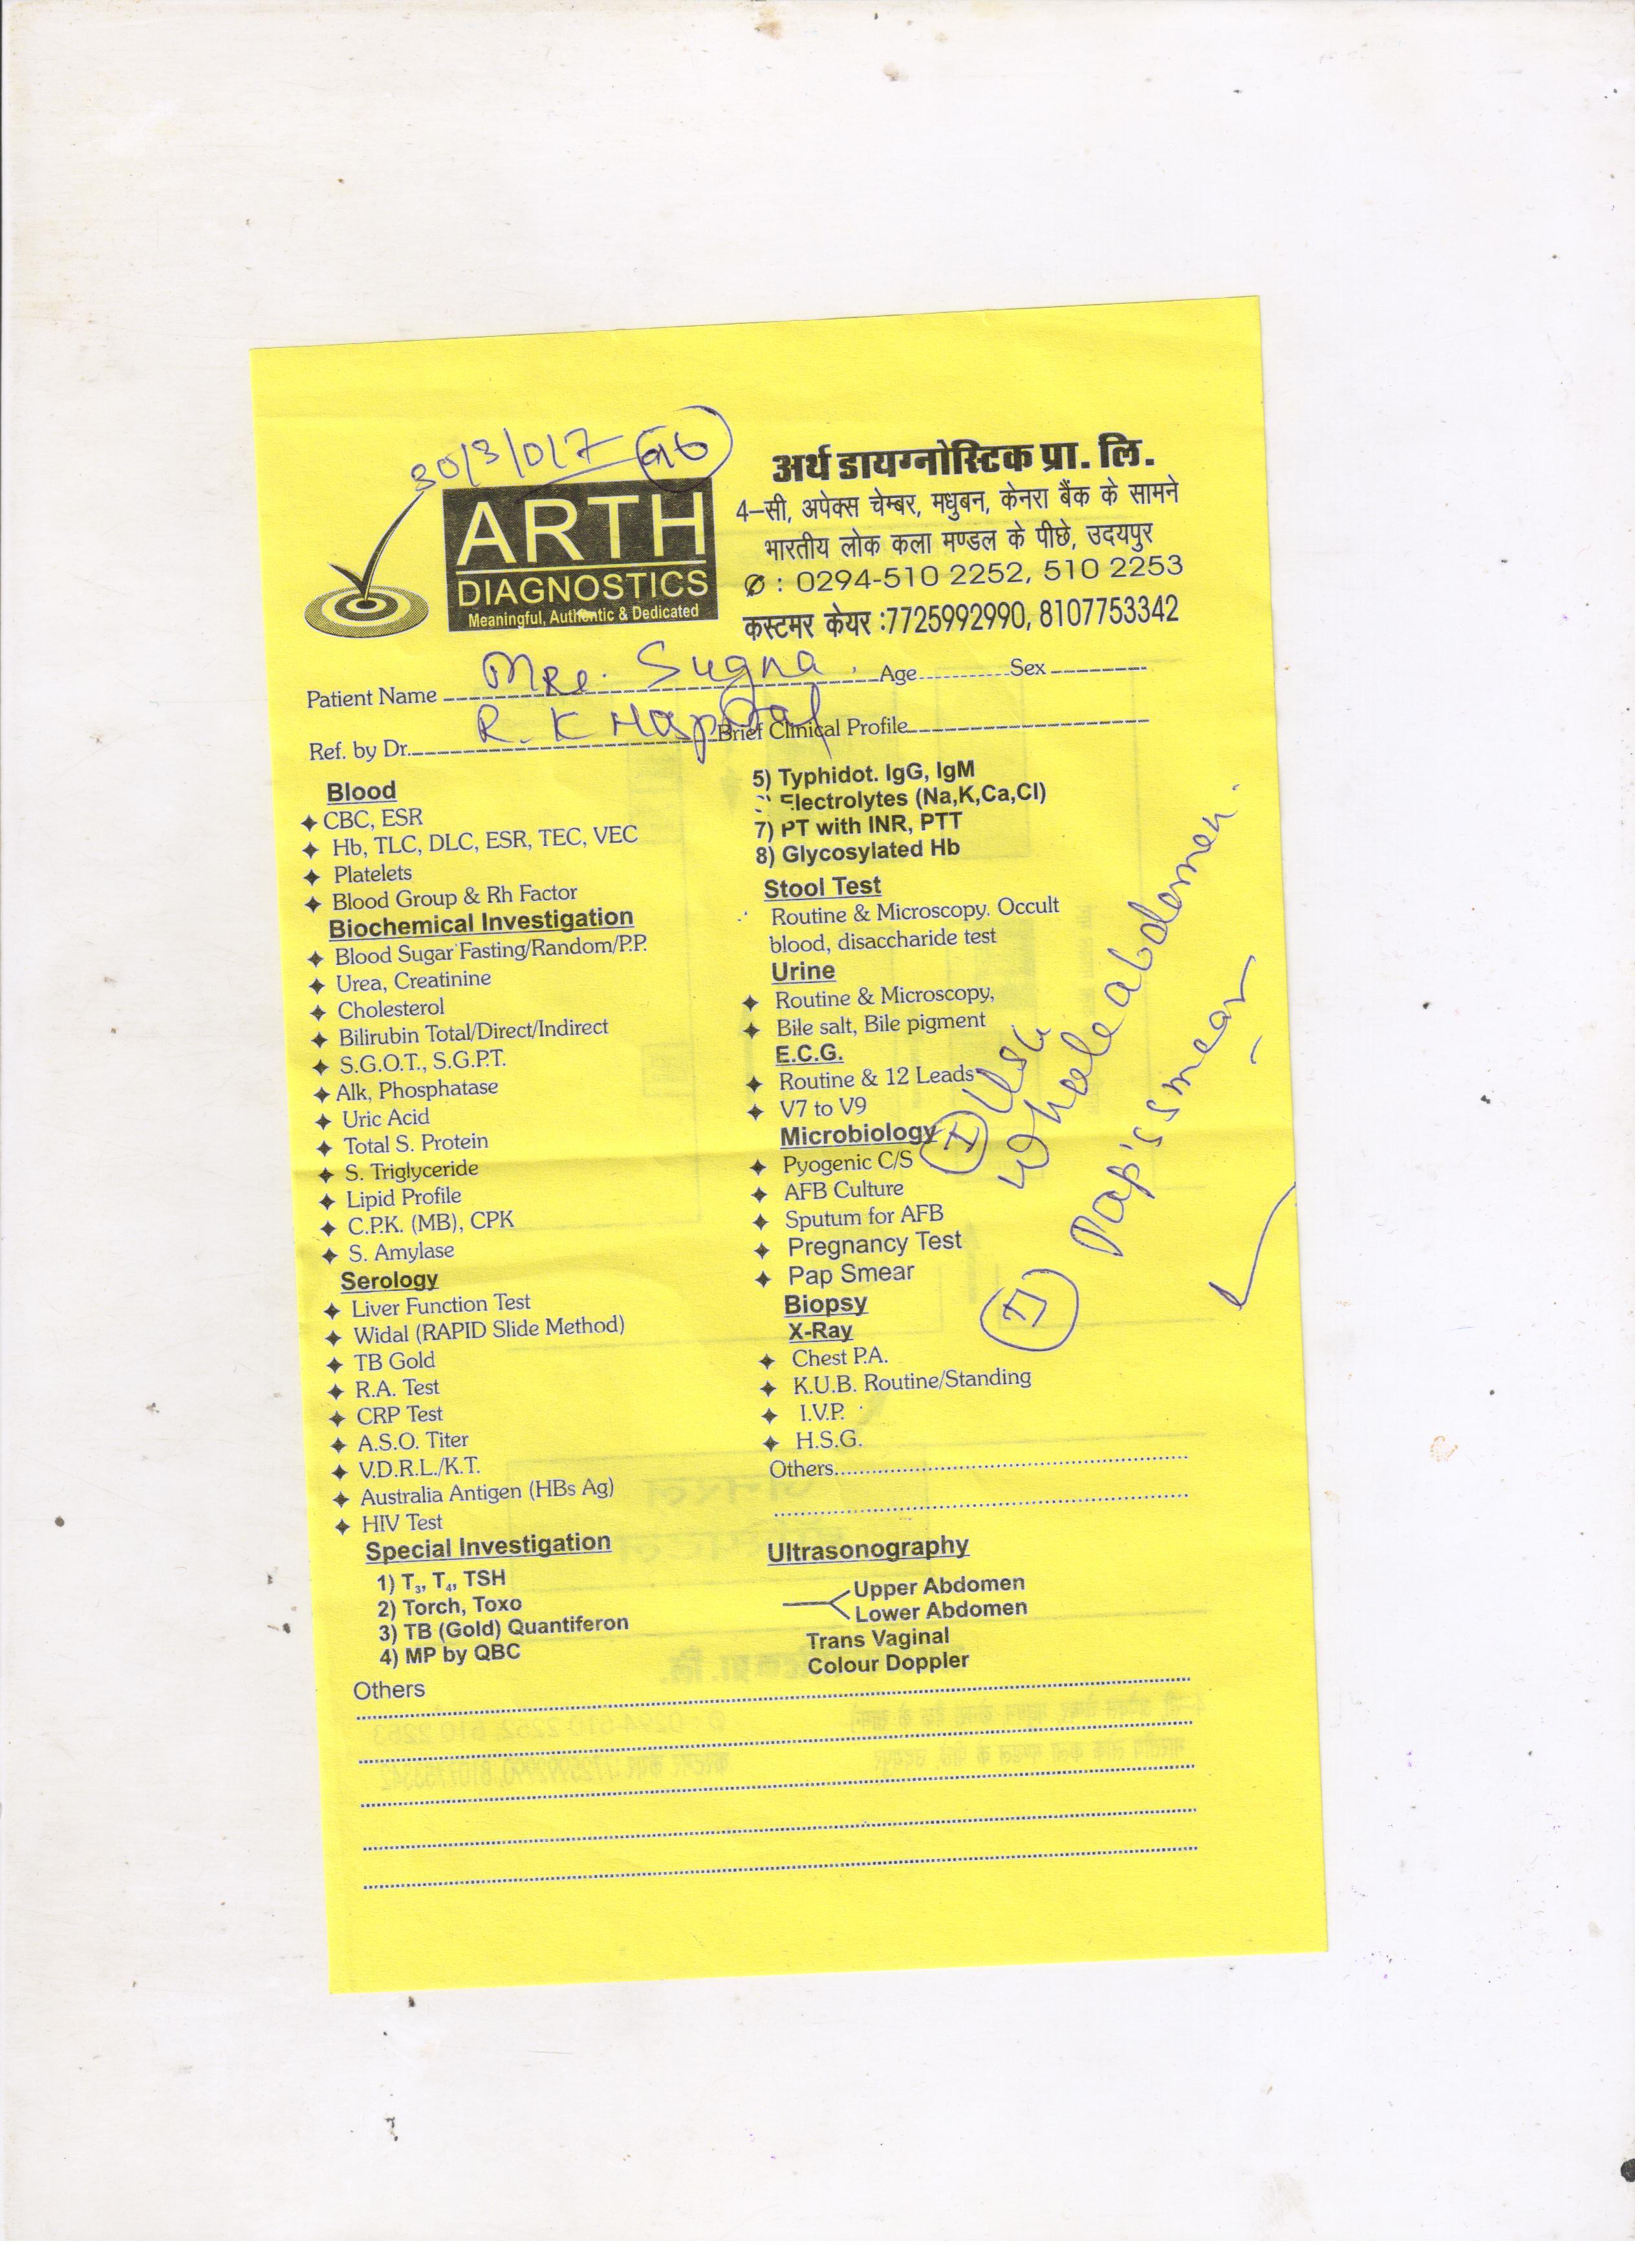 30/3/017
अर्थ डायग्नोस्टिक प्रा. लि.
ARTH
DIAGNOSTICS
Meaningful, Authentic & Dedicated
4–सी, अपेक्स चेम्बर, मधुबन, केनरा बैंक के सामने
भारतीय लोक कला मण्डल के पीछे, उदयपुर
: 0294-510 2252, 510 2253
कस्टमर केयर :7725992990, 8107753342
Patient Name Mrs. Sugna Age Sex
Ref. by Dr. R. K Hospital Brief Clinical Profile
Blood
CBC, ESR
Hb, TLC, DLC, ESR, TEC, VEC
Platelets
Blood Group & Rh Factor
Biochemical Investigation
Blood Sugar Fasting/Random/P.P.
Urea, Creatinine
Cholesterol
Bilirubin Total/Direct/Indirect
S.G.O.T., S.G.P.T.
Alk, Phosphatase
Uric Acid
Total S. Protein
S. Triglyceride
Lipid Profile
C.P.K. (MB), CPK
S. Amylase
Serology
Liver Function Test
Widal (RAPID Slide Method)
TB Gold
R.A. Test
CRP Test
A.S.O. Titer
V.D.R.L./K.T.
Australia Antigen (HBs Ag)
HIV Test
Special Investigation
1) T₃, T₄, TSH
2) Torch, Toxo
3) TB (Gold) Quantiferon
4) MP by QBC
5) Typhidot. IgG, IgM
Electrolytes (Na,K,Ca,Cl)
7) PT with INR, PTT
8) Glycosylated Hb
Stool Test
Routine & Microscopy. Occult
blood, disaccharide test
Urine
Routine & Microscopy,
Bile salt, Bile pigment
E.C.G.
Routine & 12 Leads
V7 to V9
Microbiology
Pyogenic C/S
AFB Culture
Sputum for AFB
Pregnancy Test
Pap Smear
Biopsy
X-Ray
Chest P.A.
K.U.B. Routine/Standing
I.V.P.
H.S.G.
Others
Ultrasonography
Upper Abdomen
Lower Abdomen
Trans Vaginal
Colour Doppler
Others
I USG
whole abdomen.
II Pap's smear